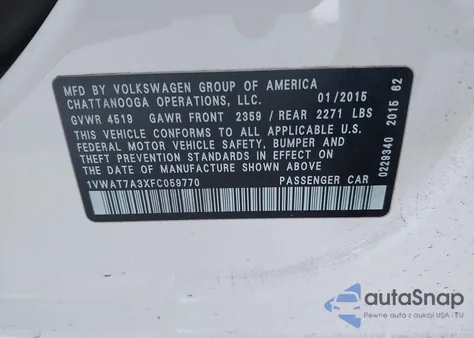 MFD BY VOLKSWAGEN GROUP OF AMERICA
CHATTANOOGA OPERATIONS, LLC. 01/2015
GVWR 4519 GAWR FRONT 2359 / REAR 2271 LBS
THIS VEHICLE CONFORMS TO ALL APPLICABLE
FEDERAL MOTOR VEHICLE SAFETY, BUMPER AND
THEFT PREVENTION STANDARDS IN EFFECT ON
THE DATE OF MANUFACTURE SHOWN ABOVE.
1VWAT7A3XFC059770 PASSENGER CAR
0229340 2015 62
autoSnap
Pewne auta z aukcji USA i EU